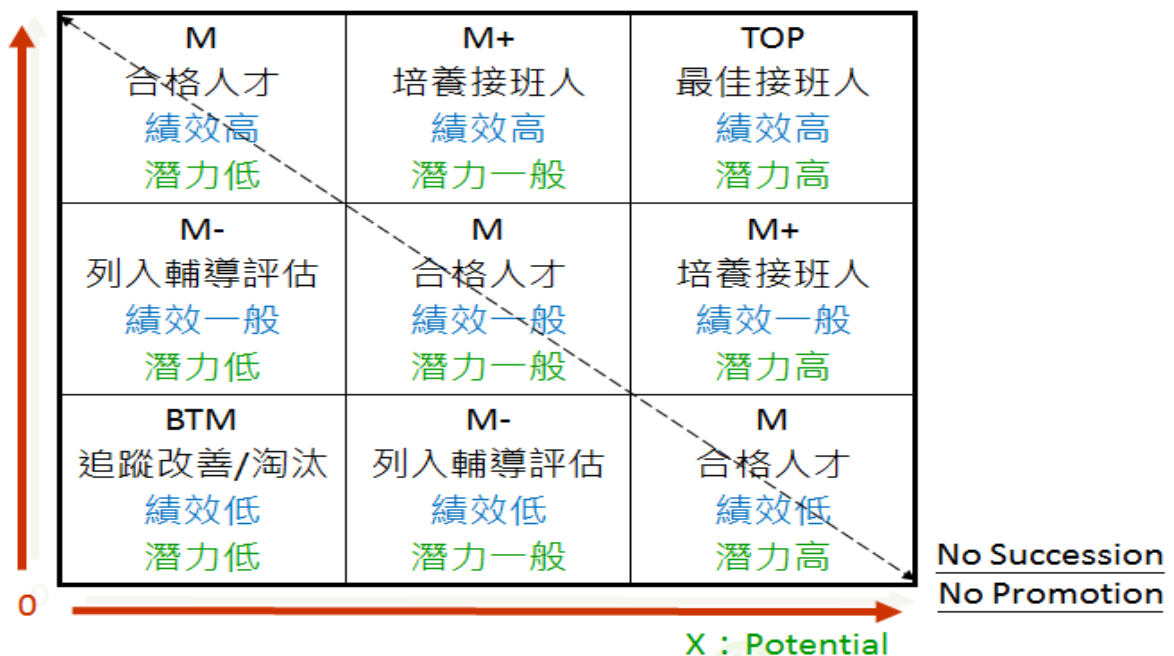 M
合格人才
績效高
潛力低
M+
培養接班人
績效高
潛力一般
TOP
最佳接班人
績效高
潛力高
M-
列入輔導評估
績效一般
潛力低
M
合格人才
績效一般
潛力一般
M+
培養接班人
績效一般
潛力高
BTM
追蹤改善/淘汰
績效低
潛力低
M-
列入輔導評估
績效低
潛力一般
M
合格人才
績效低
潛力高
No Succession
No Promotion
0
X：Potential